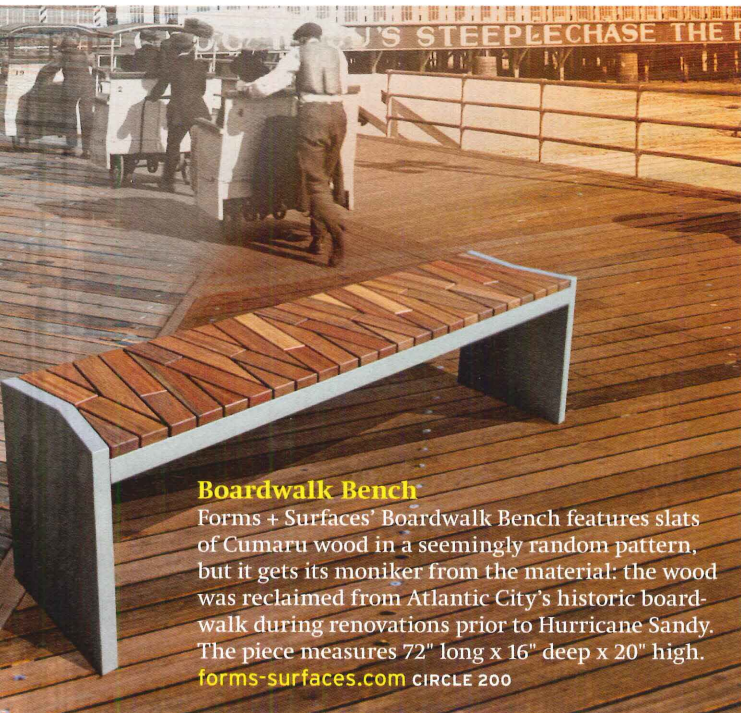 'S STEEPLECHASE THE
Boardwalk Bench
Forms + Surfaces’ Boardwalk Bench features slats
of Cumaru wood in a seemingly random pattern,
but it gets its moniker from the material: the wood
was reclaimed from Atlantic City’s historic board-
walk during renovations prior to Hurricane Sandy.
The piece measures 72" long x 16" deep x 20" high.
forms-surfaces.com CIRCLE 200